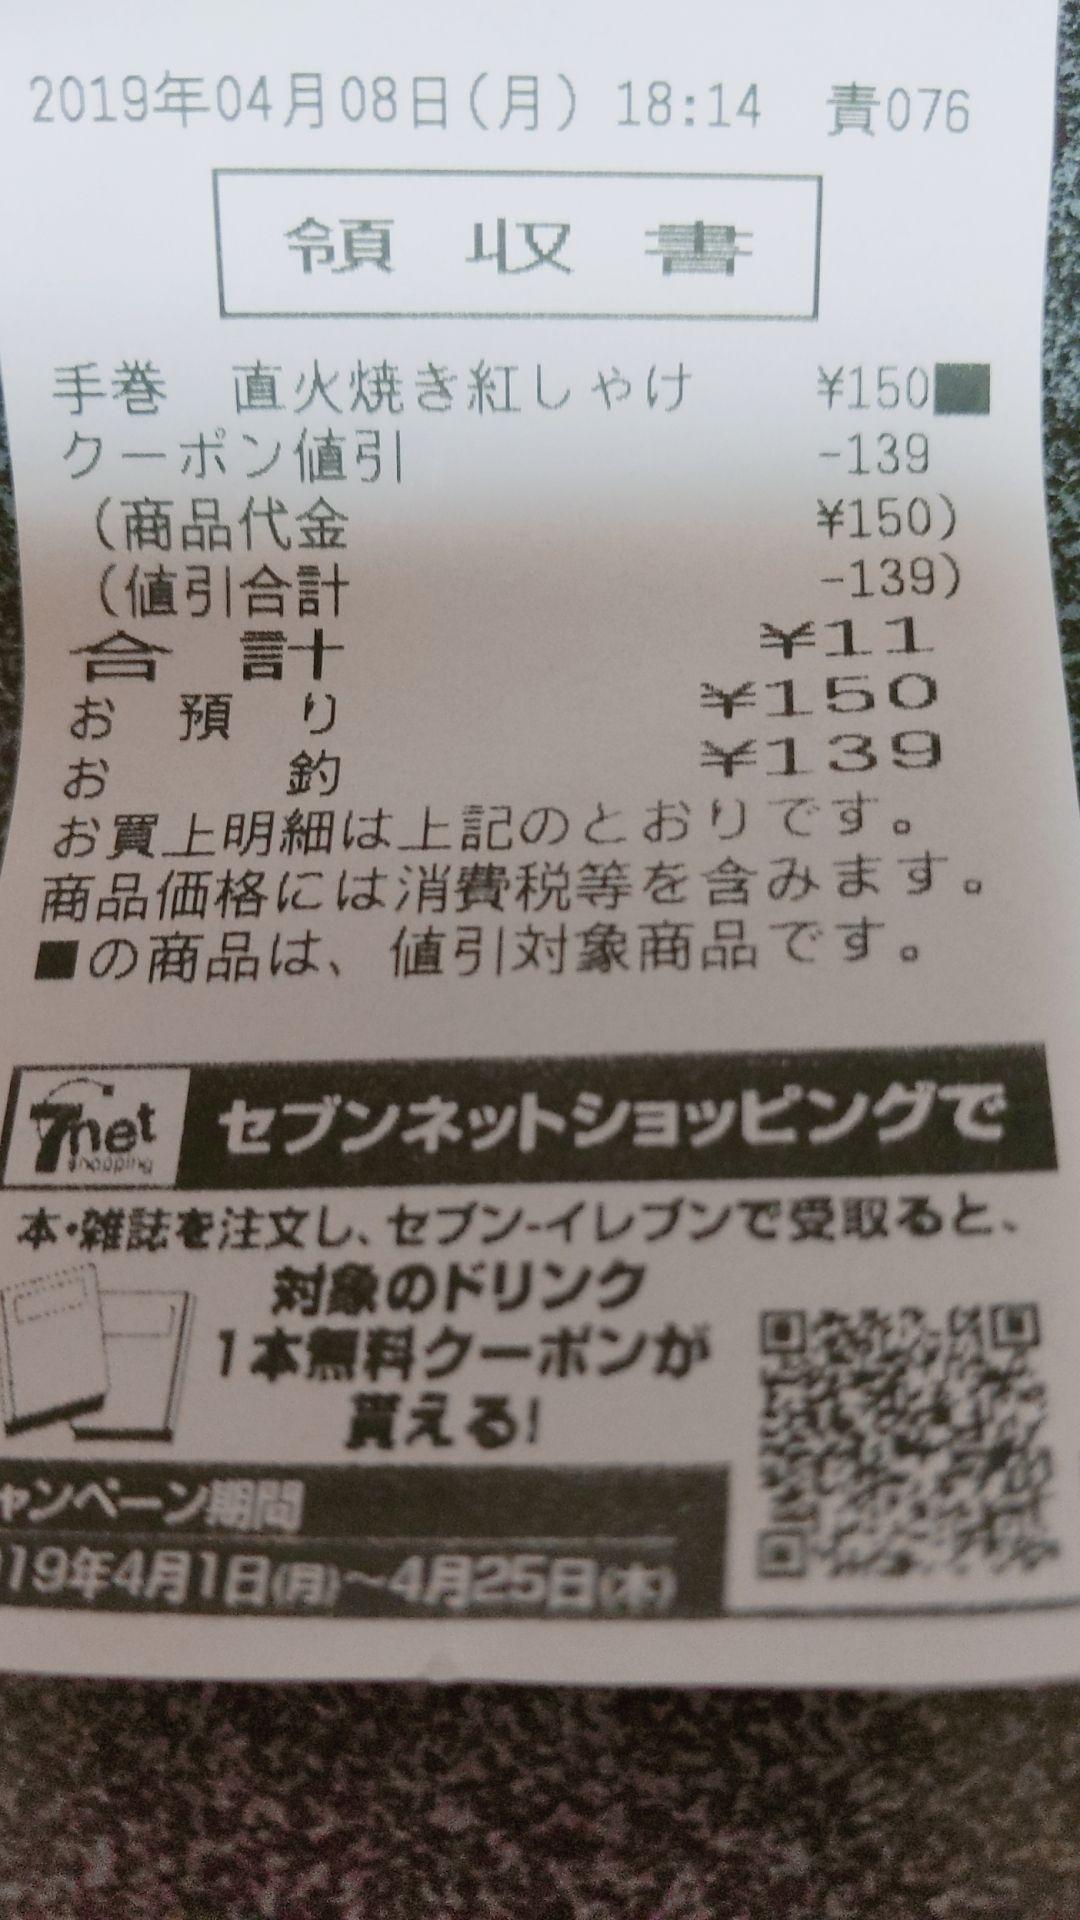 2019年04月08日(月) 18:14 責076
領収書
手巻 直火焼き紅しゃけ ¥150■
クーポン値引 -139
(商品代金 ¥150)
(値引合計 -139)
合計 ¥11
お預り ¥150
お釣 ¥139
お買上明細は上記のとおりです。
商品価格には消費税等を含みます。
■の商品は、値引対象商品です。
7net shopping
セブンネットショッピングで
本・雑誌を注文し、セブン-イレブンで受取ると、
対象のドリンク
1本無料クーポンが
貰える!
ャンペーン期間
019年4月1日(月)~4月25日(木)